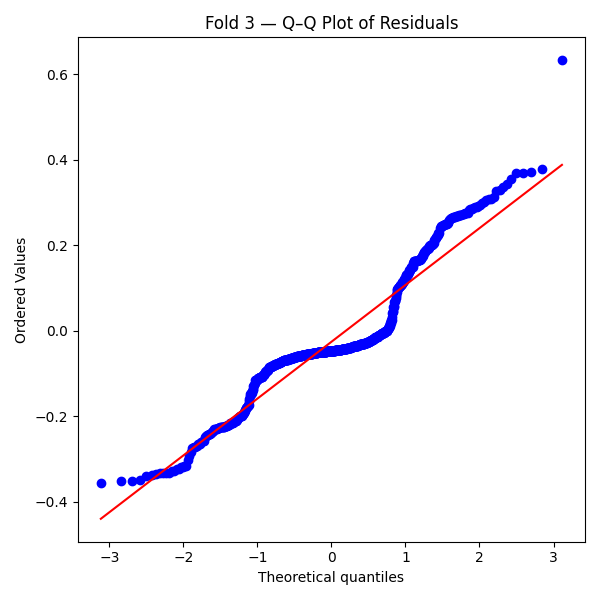 Fold 3 — Q–Q Plot of Residuals
0.6
0.4
0.2
0.0
−0.2
−0.4
Ordered Values
−3 −2 −1 0 1 2 3
Theoretical quantiles